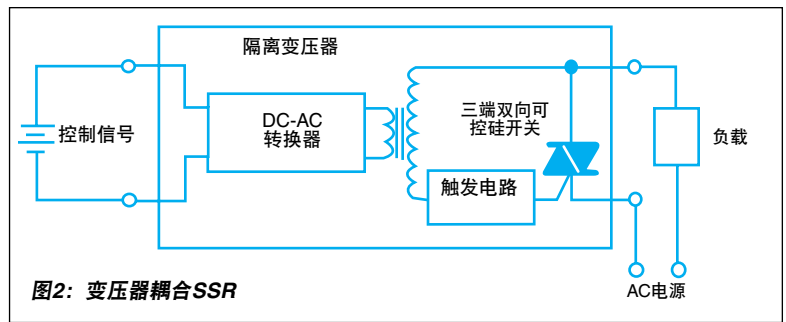 隔离变压器
控制信号
DC-AC
转换器
三端双向可
控硅开关
触发电路
负载
AC电源
图2：变压器耦合SSR